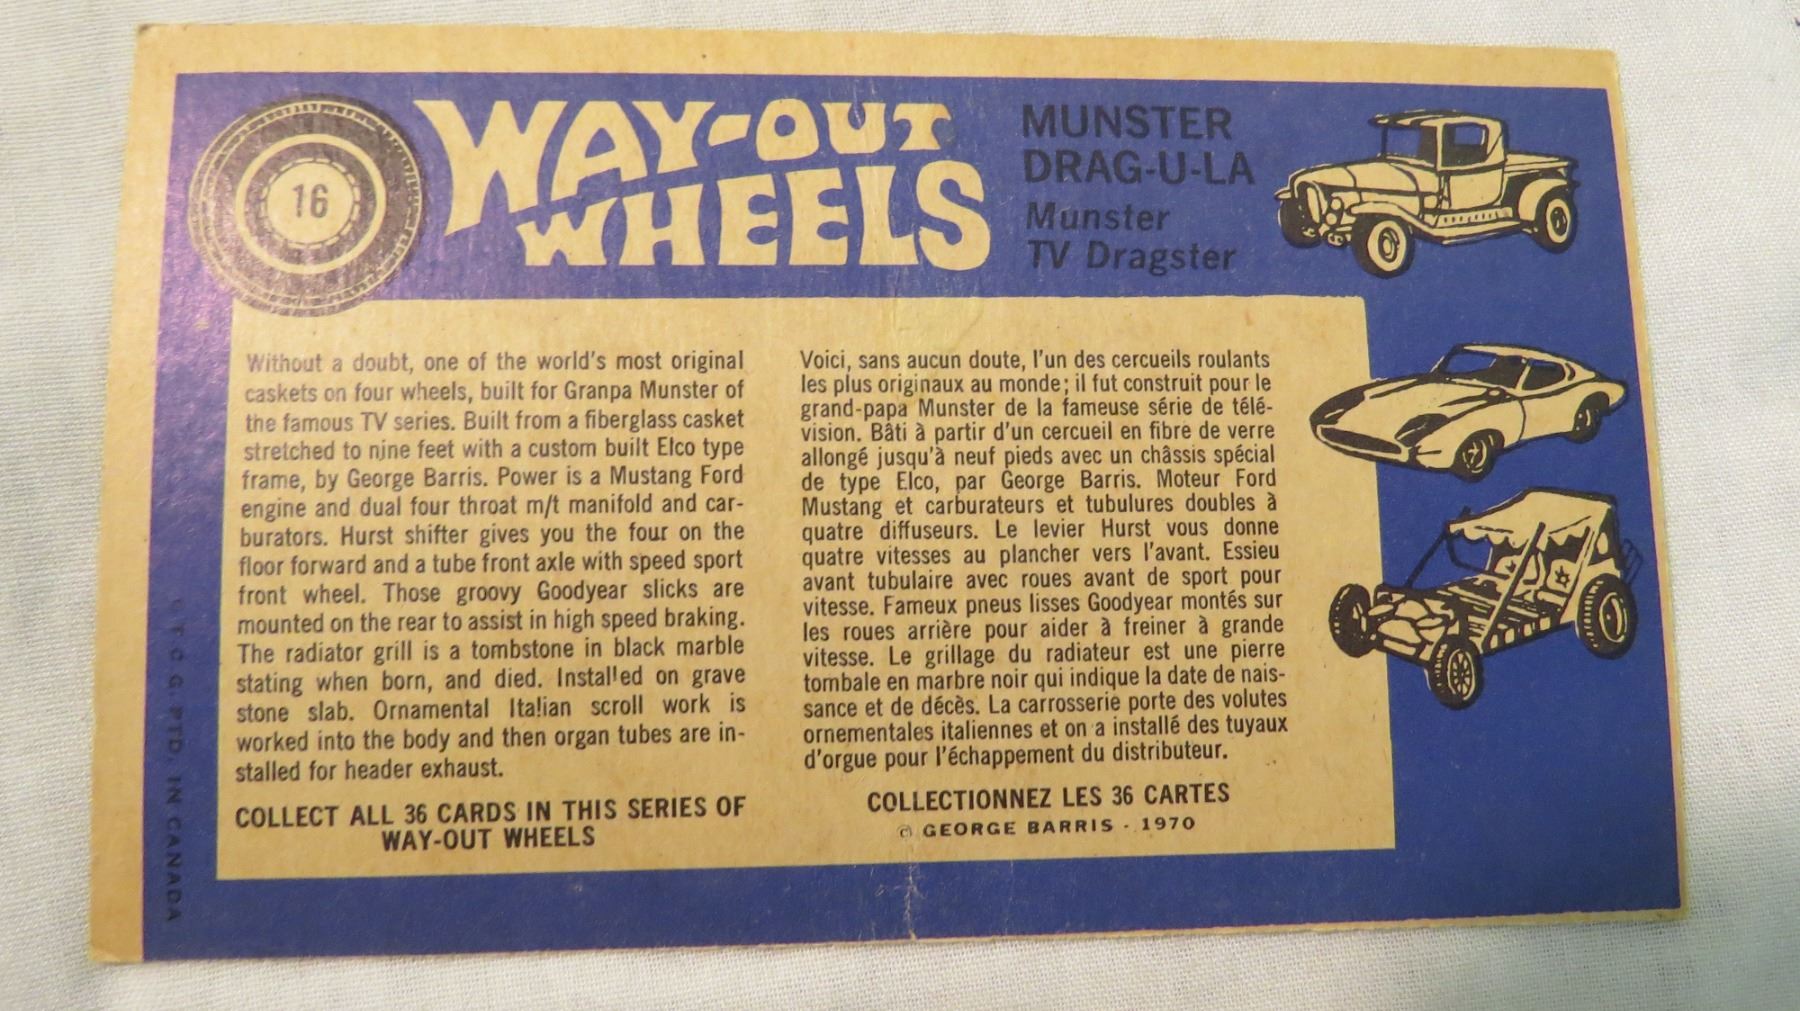 16
WAY-OUT
WHEELS
MUNSTER
DRAG-U-LA
Munster
TV Dragster
Without a doubt, one of the world's most original
caskets on four wheels, built for Granpa Munster of
the famous TV series. Built from a fiberglass casket
stretched to nine feet with a custom built Elco type
frame, by George Barris. Power is a Mustang Ford
engine and dual four throat m/t manifold and car-
burators. Hurst shifter gives you the four on the
floor forward and a tube front axle with speed sport
front wheel. Those groovy Goodyear slicks are
mounted on the rear to assist in high speed braking.
The radiator grill is a tombstone in black marble
stating when born, and died. Installed on grave
stone slab. Ornamental Italian scroll work is
worked into the body and then organ tubes are in-
stalled for header exhaust.
COLLECT ALL 36 CARDS IN THIS SERIES OF
WAY-OUT WHEELS
Voici, sans aucun doute, l'un des cercueils roulants
les plus originaux au monde; il fut construit pour le
grand-papa Munster de la fameuse série de télé-
vision. Bâti à partir d'un cercueil en fibre de verre
allongé jusqu'à neuf pieds avec un châssis spécial
de type Elco, par George Barris. Moteur Ford
Mustang et carburateurs et tubulures doubles à
quatre diffuseurs. Le levier Hurst vous donne
quatre vitesses au plancher vers l'avant. Essieu
avant tubulaire avec roues avant de sport pour
vitesse. Fameux pneus lisses Goodyear montés sur
les roues arrière pour aider à freiner à grande
vitesse. Le grillage du radiateur est une pierre
tombale en marbre noir qui indique la date de nais-
sance et de décès. La carrosserie porte des volutes
ornementales italiennes et on a installé des tuyaux
d'orgue pour l'échappement du distributeur.
COLLECTIONNEZ LES 36 CARTES
© GEORGE BARRIS - 1970
PTD. IN CANADA